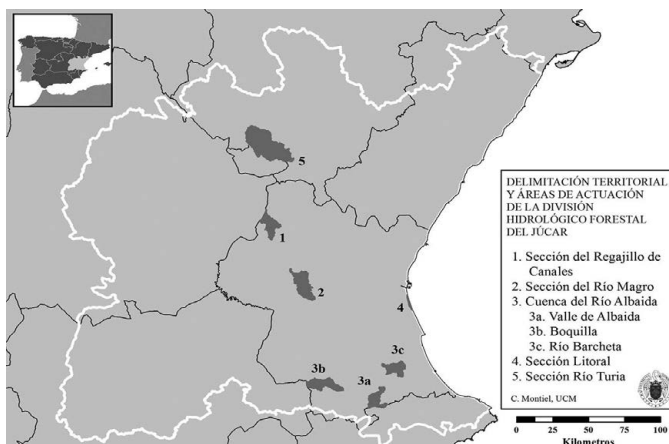 5
1
2
4
3c
3b
3a
DELIMITACIÓN TERRITORIAL
Y ÁREAS DE ACTUACIÓN
DE LA DIVISIÓN
HIDROLÓGICO FORESTAL
DEL JÚCAR
1. Sección del Regajillo de
Canales
2. Sección del Río Magro
3. Cuenca del Río Albaida
3a. Valle de Albaida
3b. Boquilla
3c. Río Barcheta
4. Sección Litoral
5. Sección Río Turia
C. Montiel, UCM
0 25 50 75 100
Kilometros